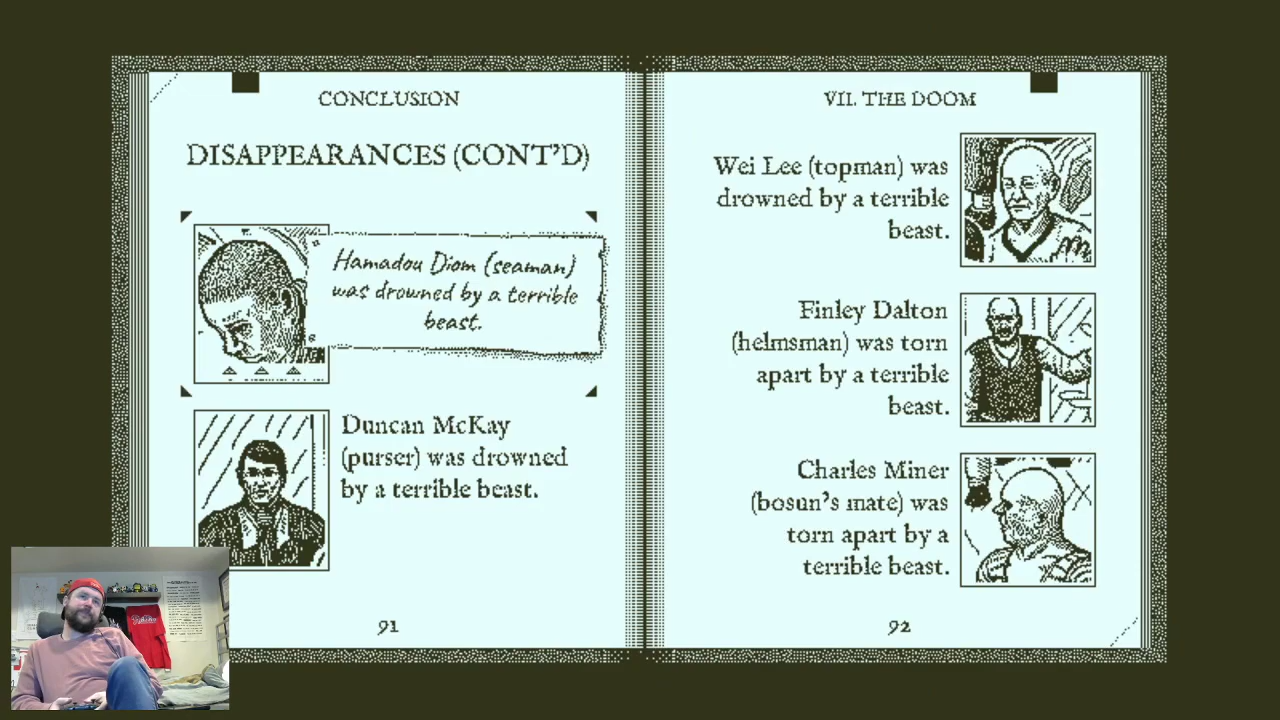 CONCLUSION
DISAPPEARANCES (CONT'D)
Hamadou Diom (seaman)
was drowned by a terrible
beast.
Duncan McKay
(purser) was drowned
by a terrible beast.
91
VII. THE DOOM
Wei Lee (topman) was
drowned by a terrible
beast.
Finley Dalton
(helmsman) was torn
apart by a terrible
beast.
Charles Miner
(bosun's mate) was
torn apart by a
terrible beast.
92